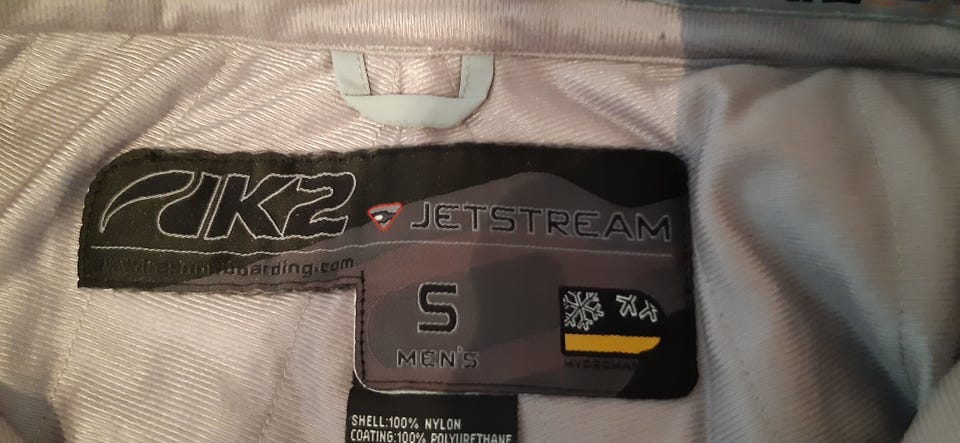 K2 JETSTREAM
S
MEN'S
SHELL:100% NYLON
COATING:100% POLYURETHANE